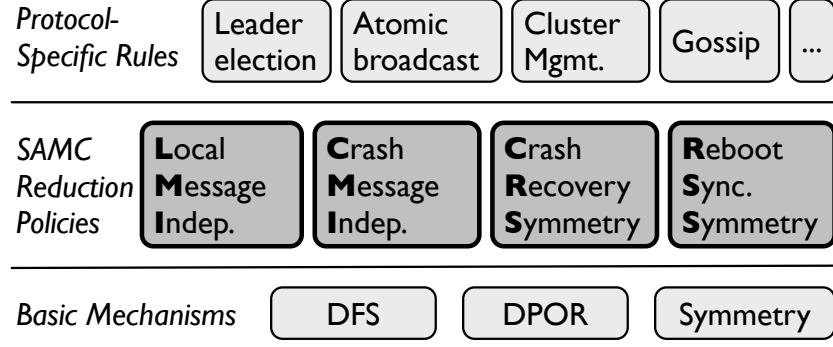 Protocol-
Specific Rules
Leader
election
Atomic
broadcast
Cluster
Mgmt.
Gossip
...
SAMC
Reduction
Policies
Local
Message
Indep.
Crash
Message
Indep.
Crash
Recovery
Symmetry
Reboot
Sync.
Symmetry
Basic Mechanisms
DFS
DPOR
Symmetry